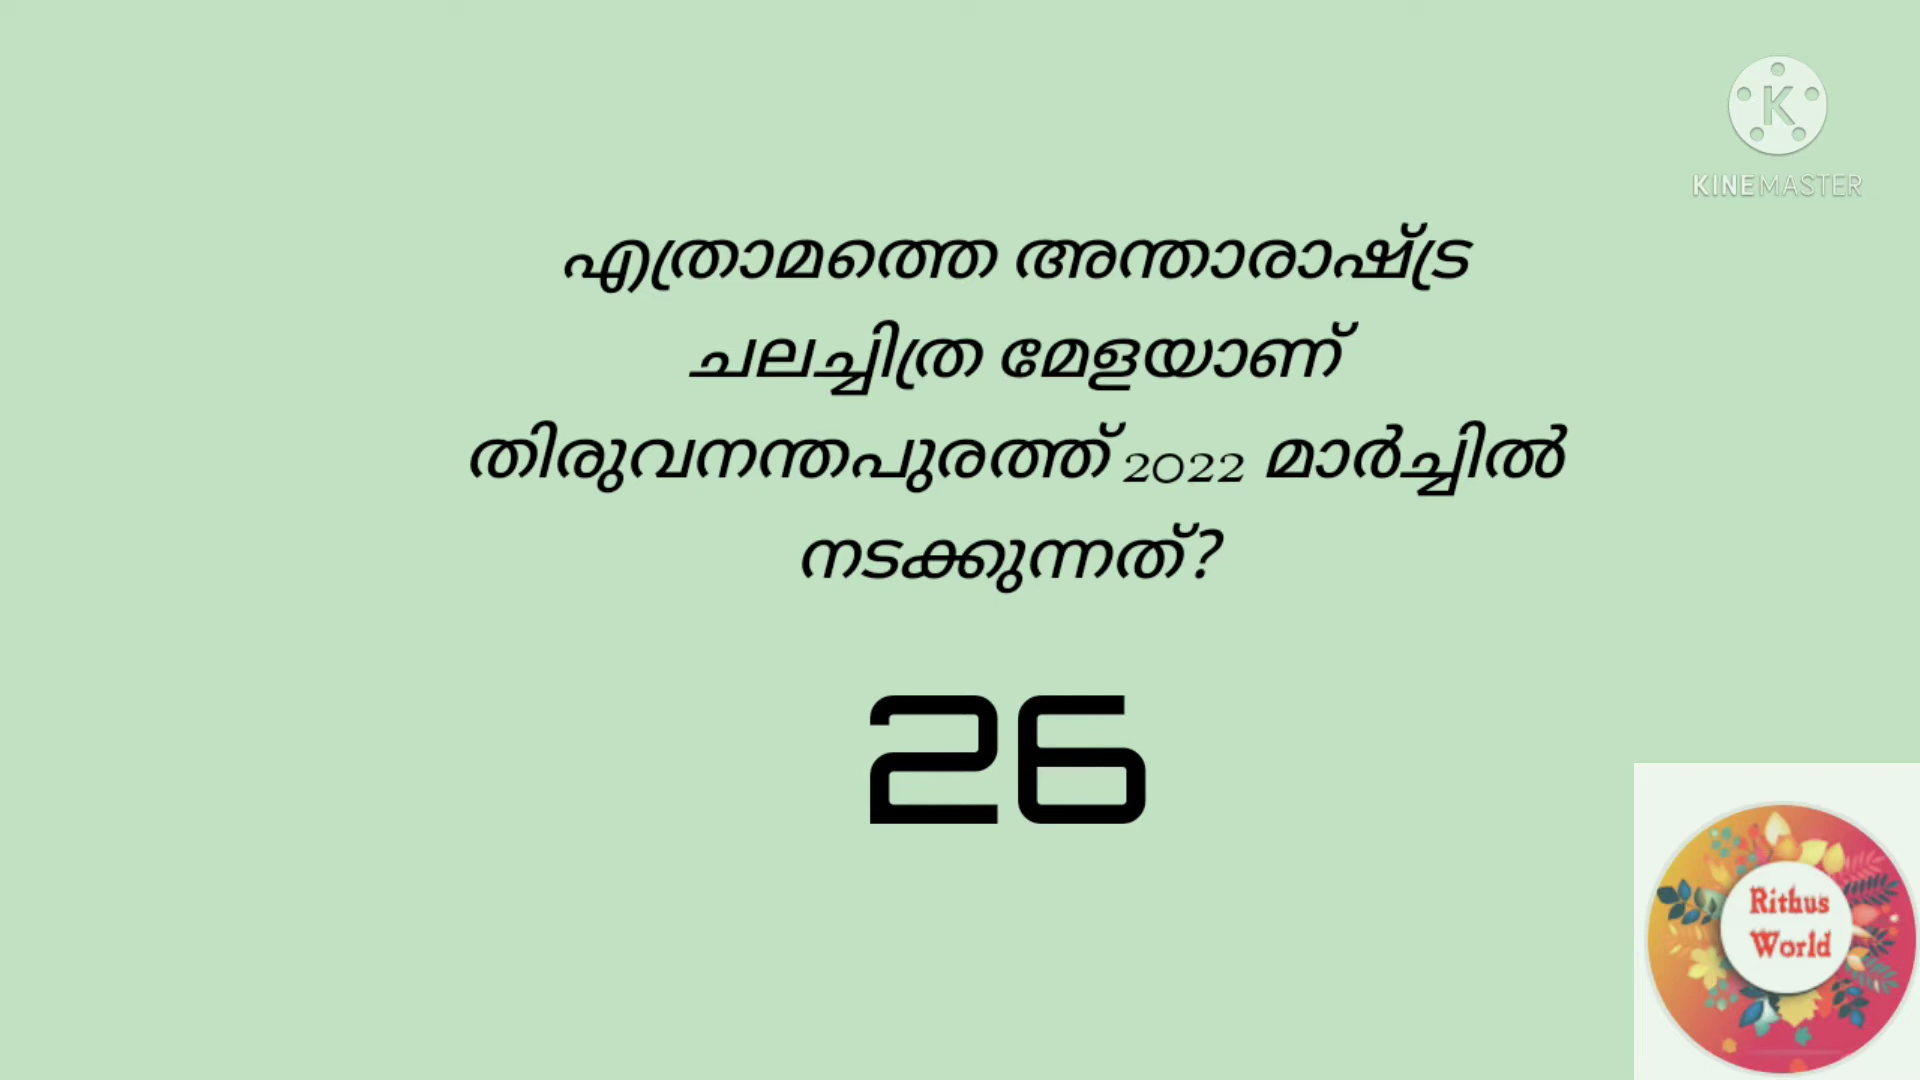 KINEMASTER
എത്രാമത്തെ അന്താരാഷ്ട്ര
ചലച്ചിത്ര മേളയാണ്
തിരുവനന്തപുരത്ത് 2022 മാർച്ചിൽ
നടക്കുന്നത്?
26
Rithus
World